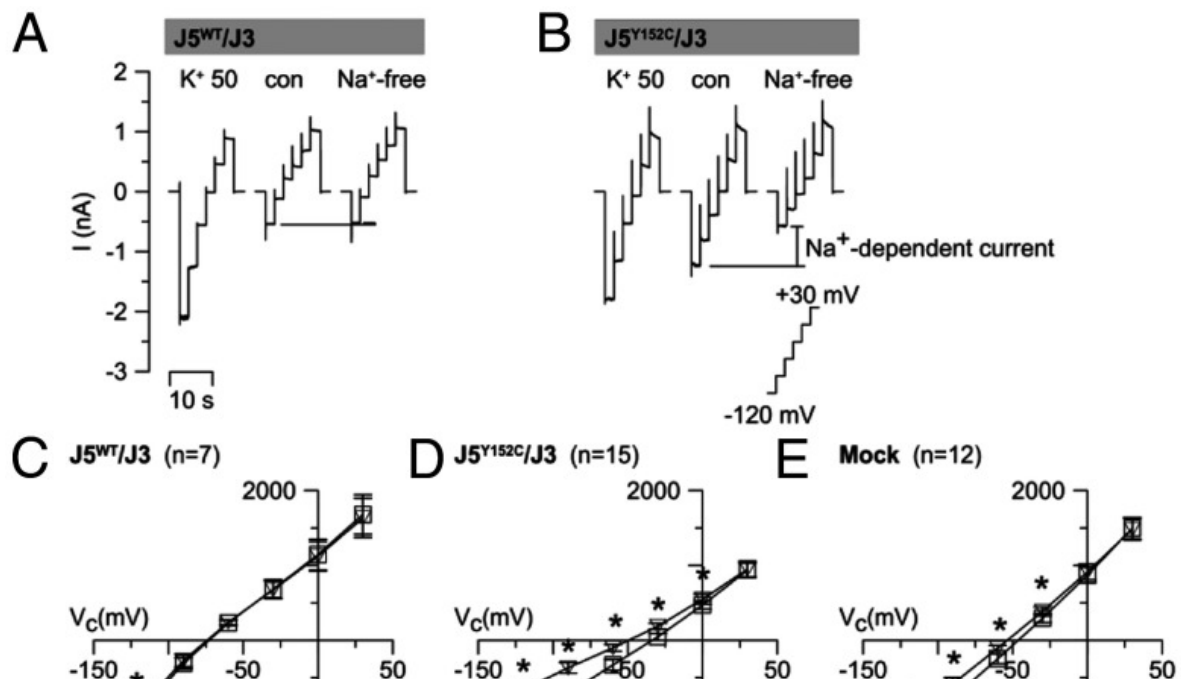 A
J5WT/J3
B
J5Y152C/J3
K+ 50 con Na+-free
K+ 50 con Na+-free
2
1
0
-1
-2
-3
I (nA)
10 s
Na+-dependent current
+30 mV
-120 mV
C J5WT/J3 (n=7)
D J5Y152C/J3 (n=15)
E Mock (n=12)
2000
2000
2000
* * * * *
* * *
*
VC(mV)
VC(mV)
VC(mV)
-150 -50 50
-150 -50 50
-150 -50 50